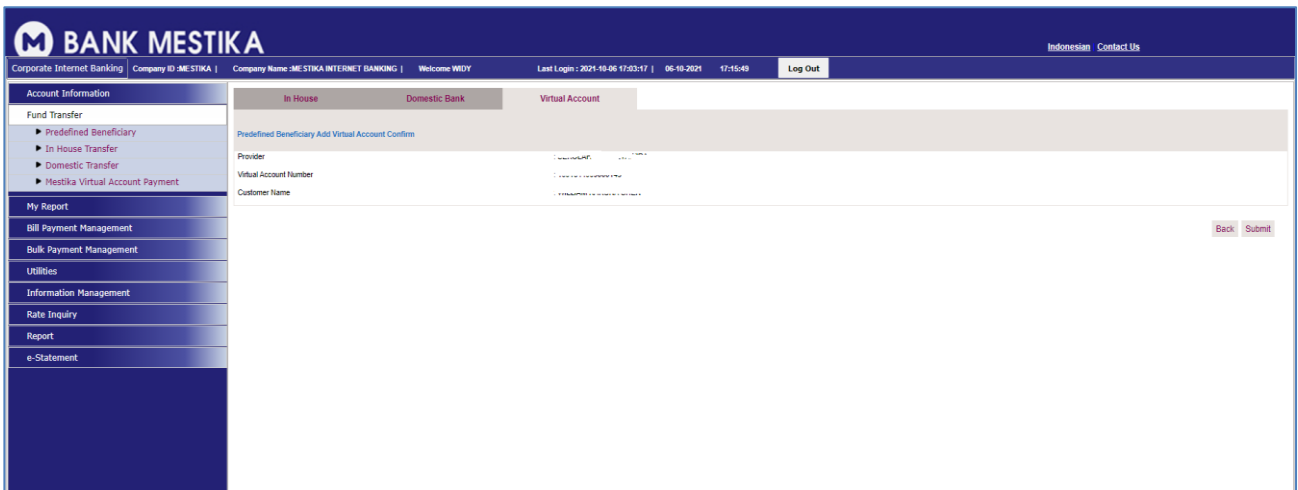 BANK MESTIKA
Indonesian Contact Us
Corporate Internet Banking Company ID :MESTIKA | Company Name :MESTIKA INTERNET BANKING | Welcome WIDY Last Login : 2021-10-06 17:03:17 | 06-10-2021 17:15:49 Log Out
Account Information
Fund Transfer
Predefined Beneficiary
In House Transfer
Domestic Transfer
Mestika Virtual Account Payment
My Report
Bill Payment Management
Bulk Payment Management
Utilities
Information Management
Rate Inquiry
Report
e-Statement
In House Domestic Bank Virtual Account
Predefined Beneficiary Add Virtual Account Confirm
Provider :
Virtual Account Number :
Customer Name :
Back Submit